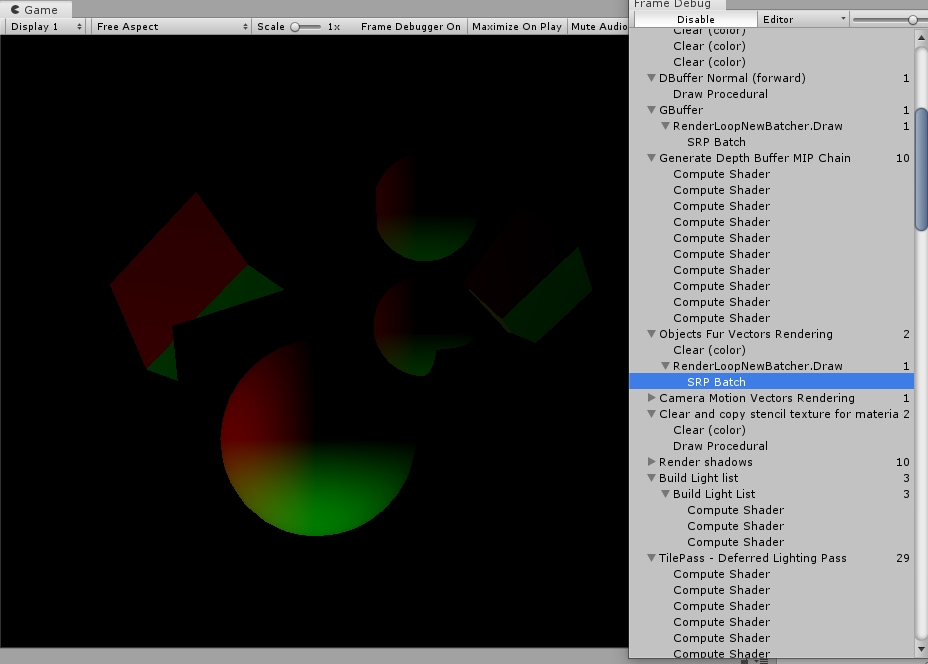 Game
Display 1
Free Aspect
Scale
1x
Frame Debugger On
Maximize On Play
Mute Audio
Frame Debug
Disable
Editor
Clear (color)
Clear (color)
Clear (color)
DBuffer Normal (forward) 1
Draw Procedural
GBuffer 1
RenderLoopNewBatcher.Draw 1
SRP Batch
Generate Depth Buffer MIP Chain 10
Compute Shader
Compute Shader
Compute Shader
Compute Shader
Compute Shader
Compute Shader
Compute Shader
Compute Shader
Compute Shader
Compute Shader
Objects Fur Vectors Rendering 2
Clear (color)
RenderLoopNewBatcher.Draw 1
SRP Batch
Camera Motion Vectors Rendering 1
Clear and copy stencil texture for materia 2
Clear (color)
Draw Procedural
Render shadows 10
Build Light list 3
Build Light List 3
Compute Shader
Compute Shader
Compute Shader
TilePass - Deferred Lighting Pass 29
Compute Shader
Compute Shader
Compute Shader
Compute Shader
Compute Shader
Compute Shader